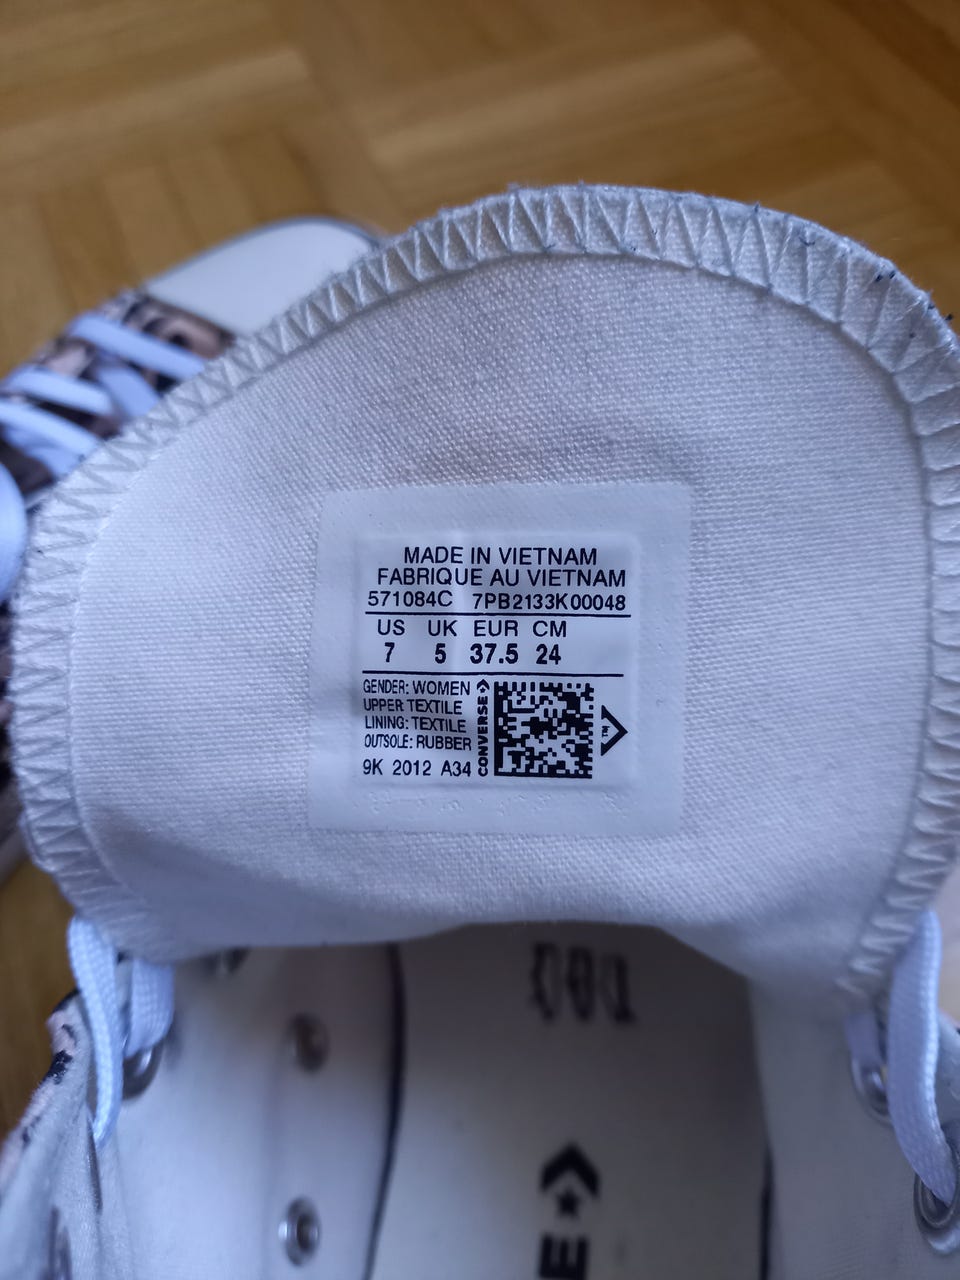 MADE IN VIETNAM
FABRIQUE AU VIETNAM
571084C 7PB2133K00048
US UK EUR CM
7 5 37.5 24
GENDER: WOMEN
UPPER TEXTILE
LINING: TEXTILE
OUTSOLE: RUBBER
9K 2012 A34
CONVERSE
TM
E